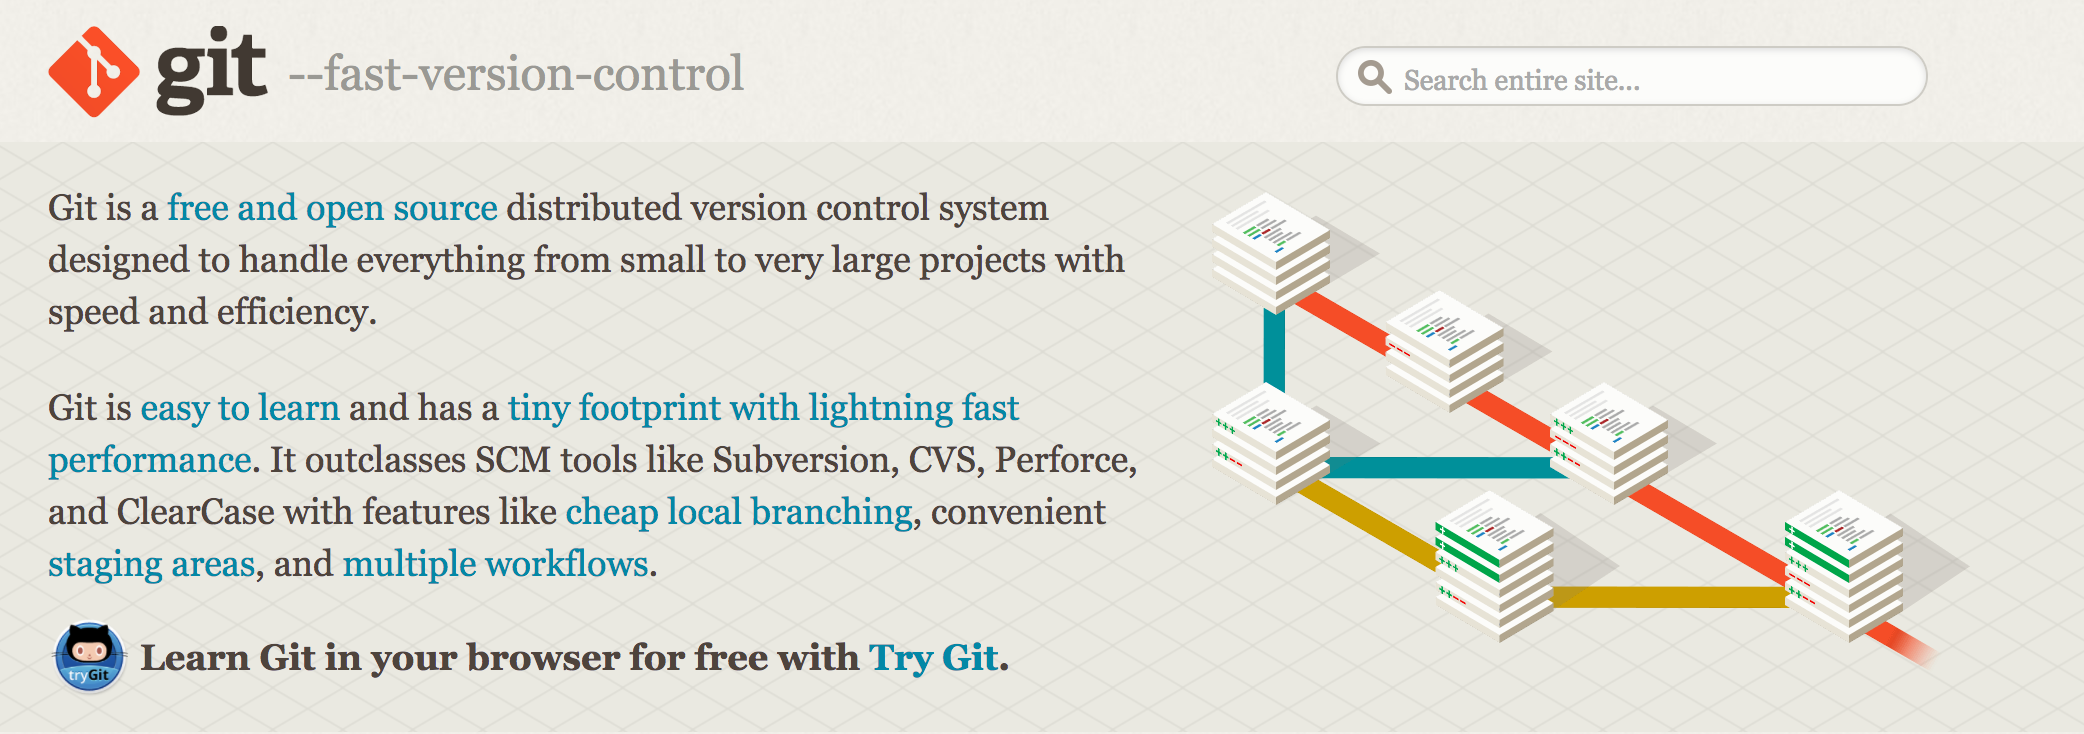 git --fast-version-control
Search entire site...
Git is a free and open source distributed version control system
designed to handle everything from small to very large projects with
speed and efficiency.
Git is easy to learn and has a tiny footprint with lightning fast
performance. It outclasses SCM tools like Subversion, CVS, Perforce,
and ClearCase with features like cheap local branching, convenient
staging areas, and multiple workflows.
tryGit
Learn Git in your browser for free with Try Git.